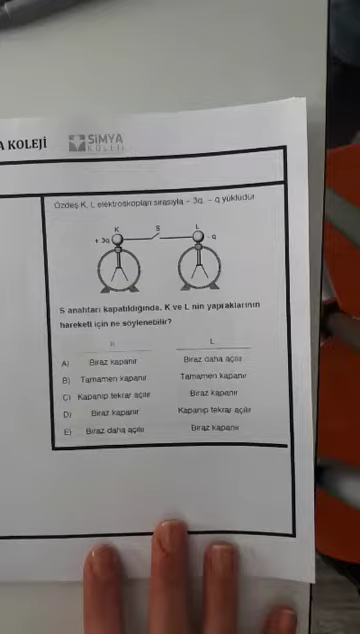 A KOLEJİ
SİMYA
KOLEJİ
Özdeş K, L elektroskopları sırasıyla + 3q, - q yüklüdür
K
S
L
+ 3q
- q
S anahtarı kapatıldığında, K ve L nin yapraklarının
hareketi için ne söylenebilir?
K L
A) Biraz kapanır Biraz daha açılır
B) Tamamen kapanır Tamamen kapanır
C) Kapanıp tekrar açılır Biraz kapanır
D) Biraz kapanır Kapanıp tekrar açılır
E) Biraz daha açılır Biraz kapanır